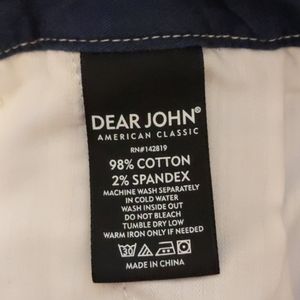 DEAR JOHN®
AMERICAN CLASSIC
RN#142819
98% COTTON
2% SPANDEX
MACHINE WASH SEPARATELY
IN COLD WATER
WASH INSIDE OUT
DO NOT BLEACH
TUMBLE DRY LOW
WARM IRON ONLY IF NEEDED
MADE IN CHINA